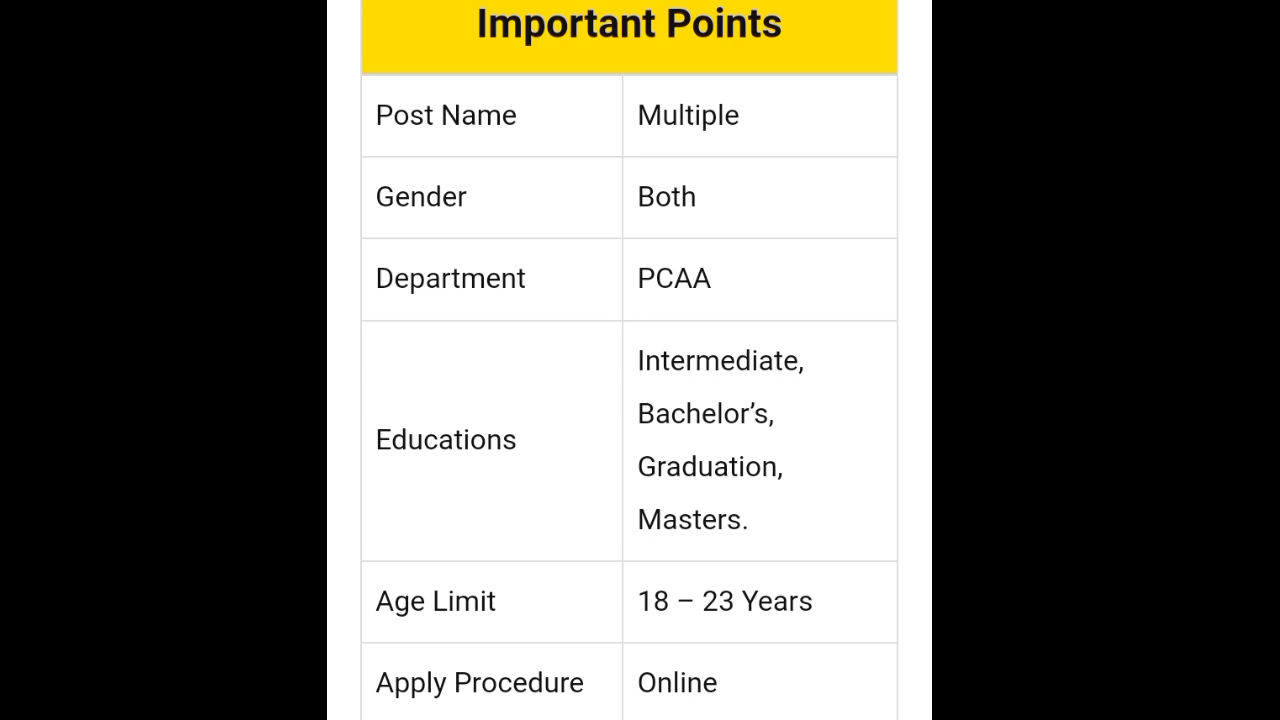 Important Points
Post Name
Multiple
Gender
Both
Department
PCAA
Educations
Intermediate,
Bachelor’s,
Graduation,
Masters.
Age Limit
18 – 23 Years
Apply Procedure
Online